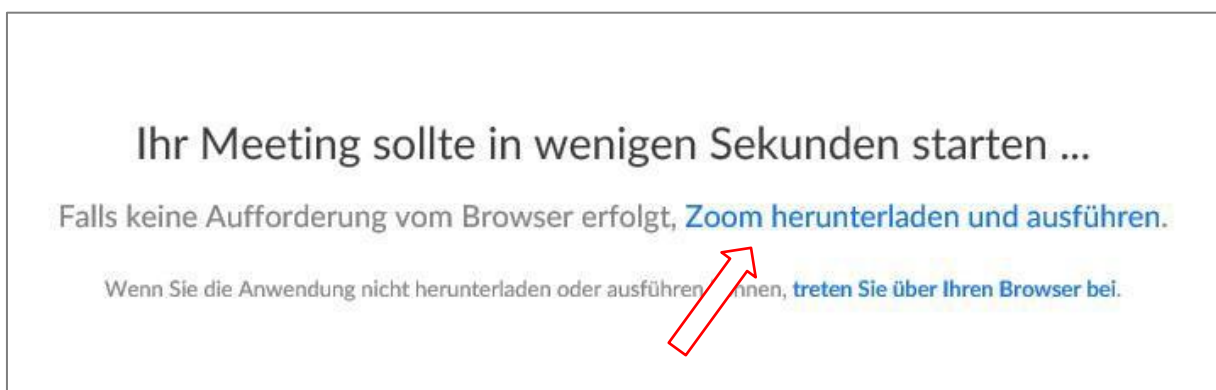 Ihr Meeting sollte in wenigen Sekunden starten ...
Falls keine Aufforderung vom Browser erfolgt, Zoom herunterladen und ausführen.
Wenn Sie die Anwendung nicht herunterladen oder ausführen, treten Sie über Ihren Browser bei.